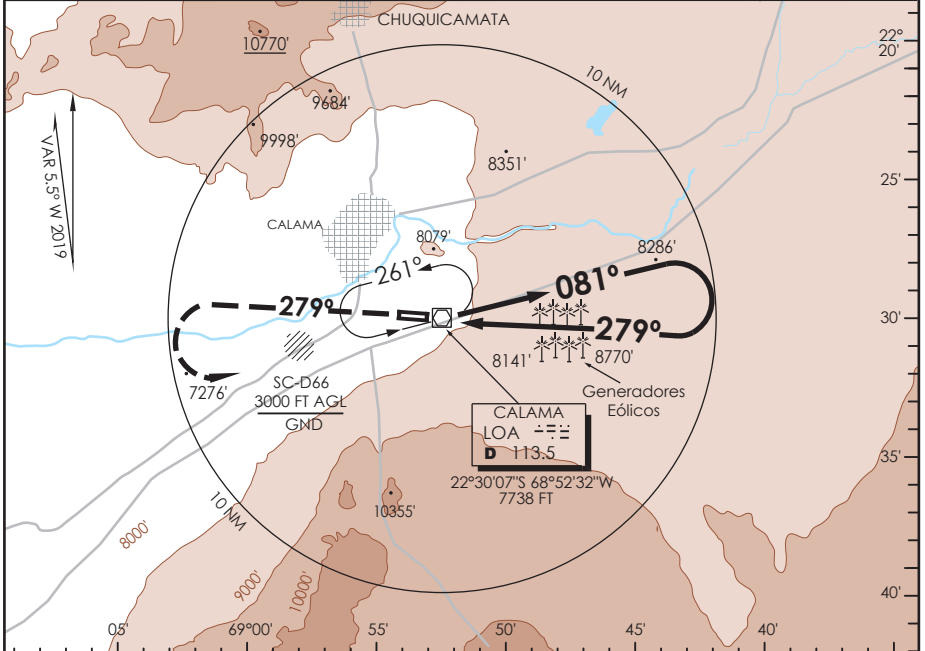 CHUQUICAMATA
10770'
22°
20'
10 NM
9684'
9998'
VAR 5.5° W 2019
8351'
25'
CALAMA
8079'
8286'
261°
081°
279°
279°
30'
8141'
8770'
7276'
SC-D66
3000 FT AGL
GND
Generadores
Eólicos
CALAMA
LOA
D 113.5
22°30'07"S 68°52'32"W
7738 FT
35'
10 NM
10355'
8000'
9000'
10000'
40'
05'
69°00'
55'
50'
45'
40'